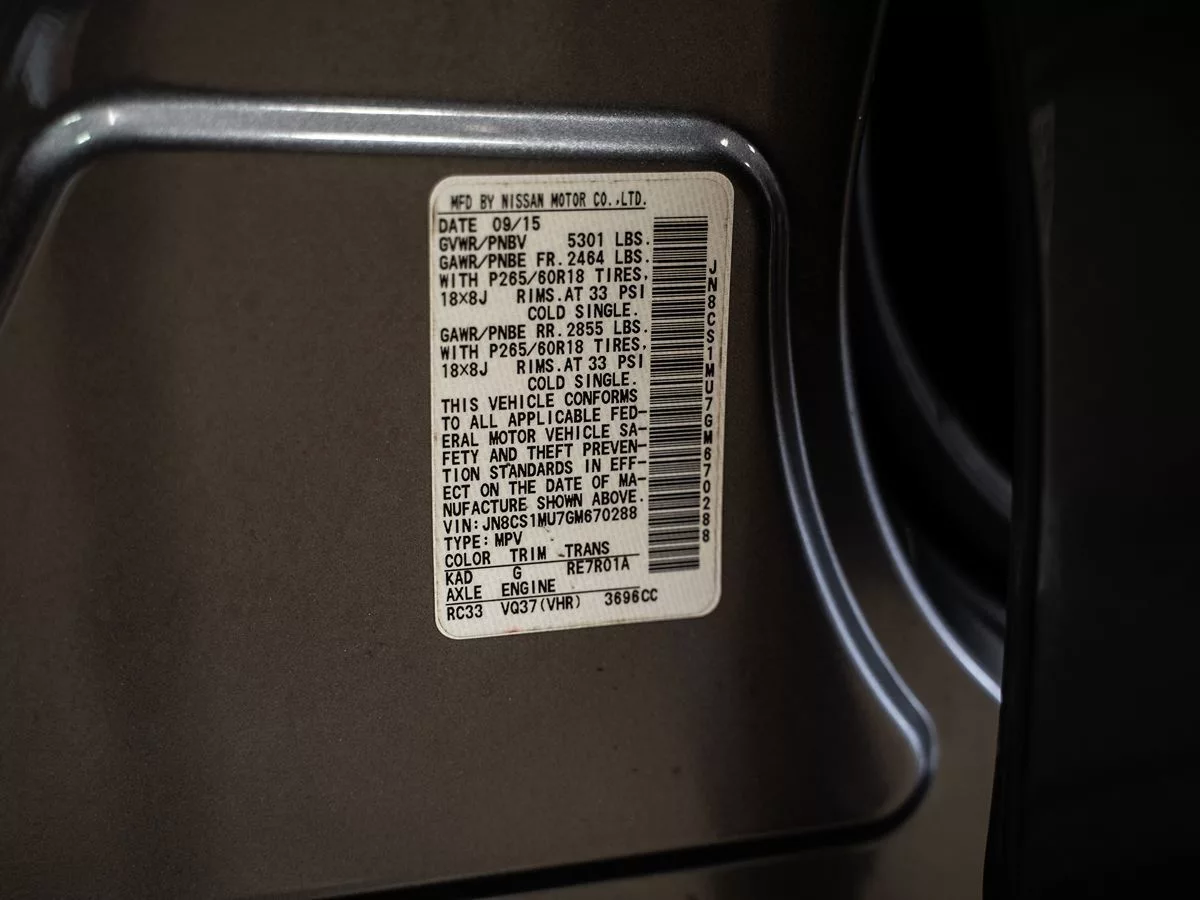 MFD BY NISSAN MOTOR CO.,LTD.
DATE 09/15
GVWR/PNBV 5301 LBS.
GAWR/PNBE FR.2464 LBS.
WITH P265/60R18 TIRES,
18×8J RIMS.AT 33 PSI
COLD SINGLE.
GAWR/PNBE RR.2855 LBS.
WITH P265/60R18 TIRES,
18×8J RIMS.AT 33 PSI
COLD SINGLE.
THIS VEHICLE CONFORMS
TO ALL APPLICABLE FED-
ERAL MOTOR VEHICLE SA-
FETY AND THEFT PREVEN-
TION STANDARDS IN EFF-
ECT ON THE DATE OF MA-
NUFACTURE SHOWN ABOVE.
VIN:JN8CS1MU7GM670288
TYPE:MPV
COLOR TRIM TRANS
KAD G RE7R01A
AXLE ENGINE
RC33 VQ37(VHR) 3696CC
JN8CS1MU7GM670288